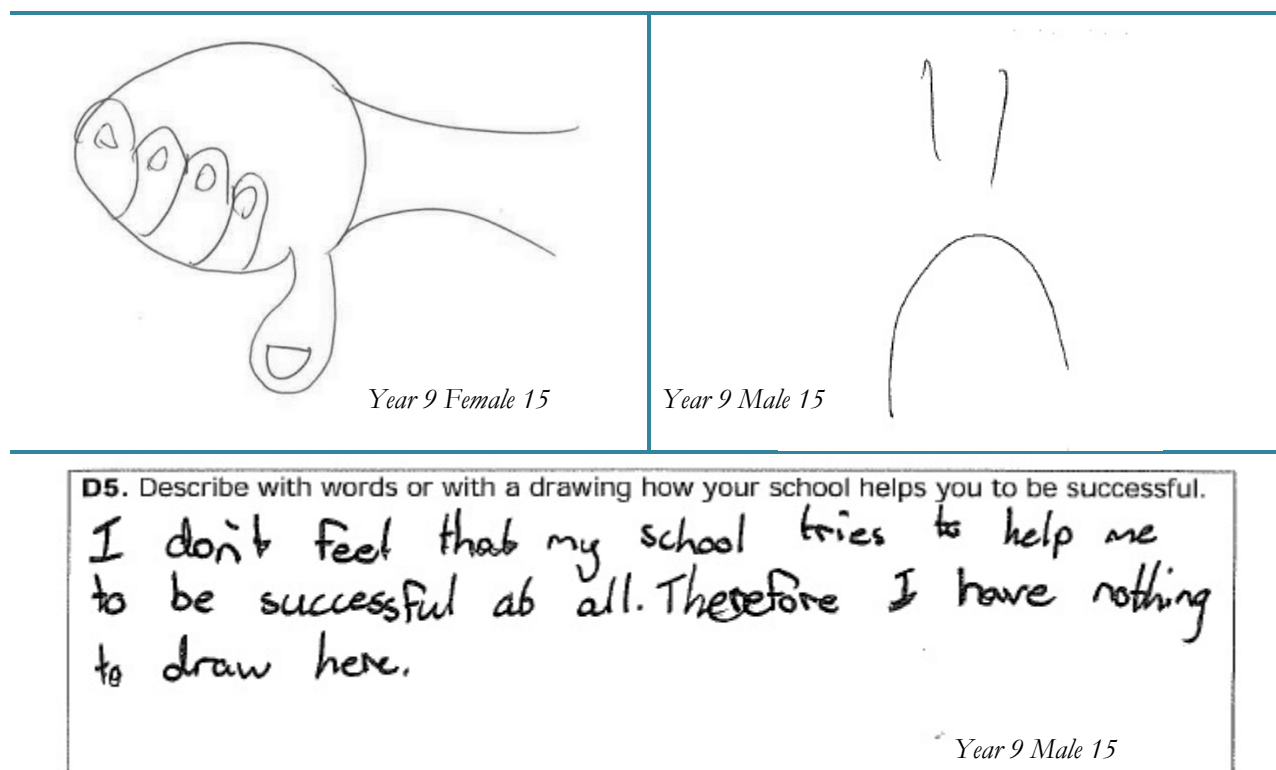 Year 9 Female 15
Year 9 Male 15
D5. Describe with words or with a drawing how your school helps you to be successful.
I don't feel that my school tries to help me
to be successful at all. Therefore I have nothing
to draw here.
Year 9 Male 15